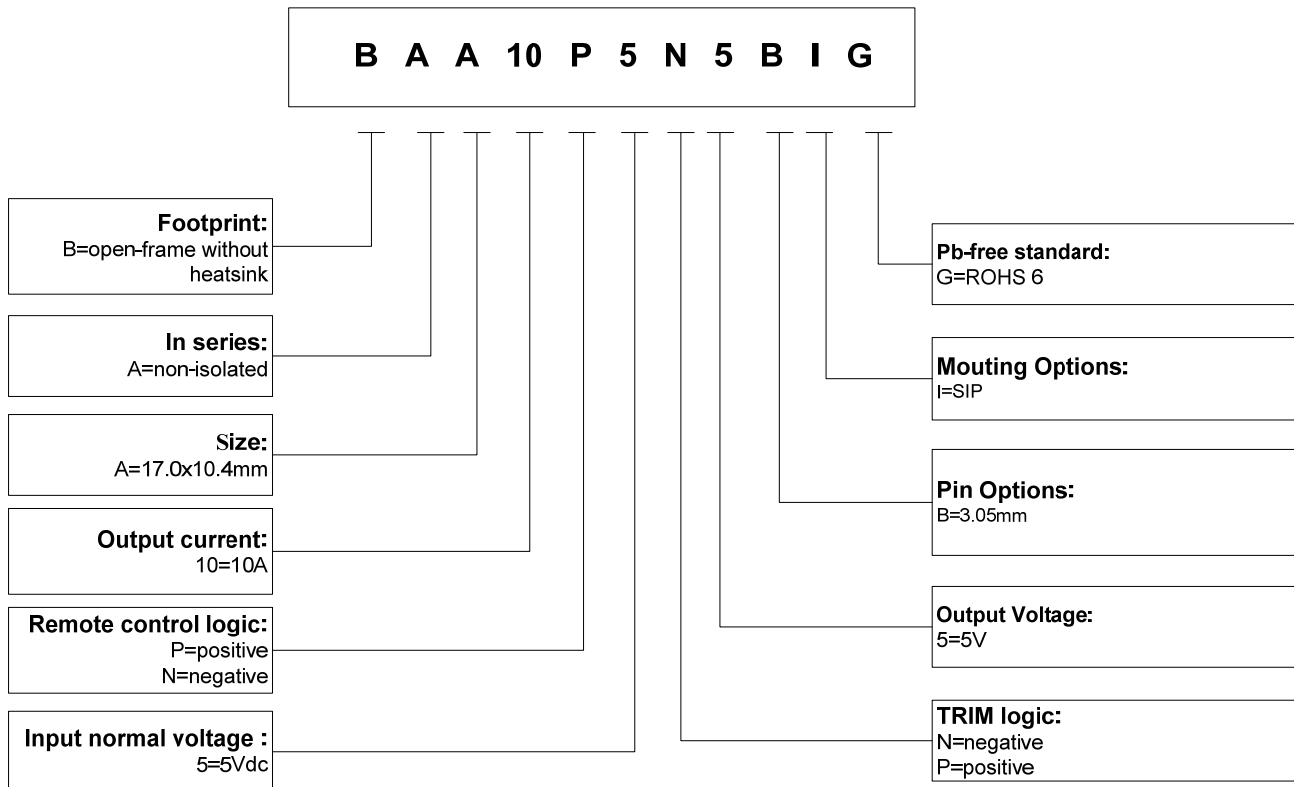 B A A 10 P 5 N 5 B I G
Footprint:
B=open-frame without
heatsink
In series:
A=non-isolated
Size:
A=17.0x10.4mm
Output current:
10=10A
Remote control logic:
P=positive
N=negative
Input normal voltage :
5=5Vdc
Pb-free standard:
G=ROHS 6
Mouting Options:
I=SIP
Pin Options:
B=3.05mm
Output Voltage:
5=5V
TRIM logic:
N=negative
P=positive